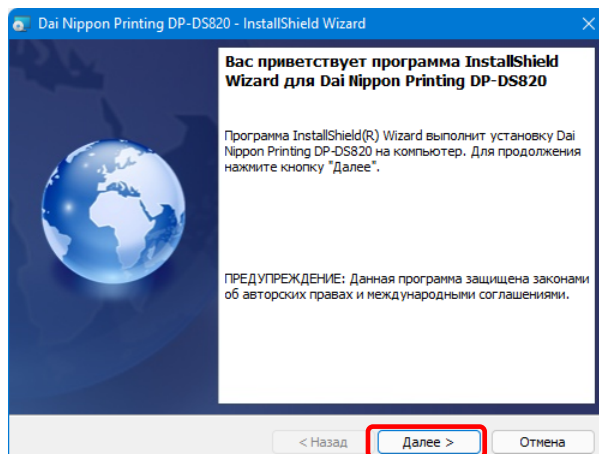 Dai Nippon Printing DP-DS820 - InstallShield Wizard
Вас приветствует программа InstallShield
Wizard для Dai Nippon Printing DP-DS820
Программа InstallShield(R) Wizard выполнит установку Dai
Nippon Printing DP-DS820 на компьютер. Для продолжения
нажмите кнопку "Далее".
ПРЕДУПРЕЖДЕНИЕ: Данная программа защищена законами
об авторских правах и международными соглашениями.
< Назад Далее > Отмена